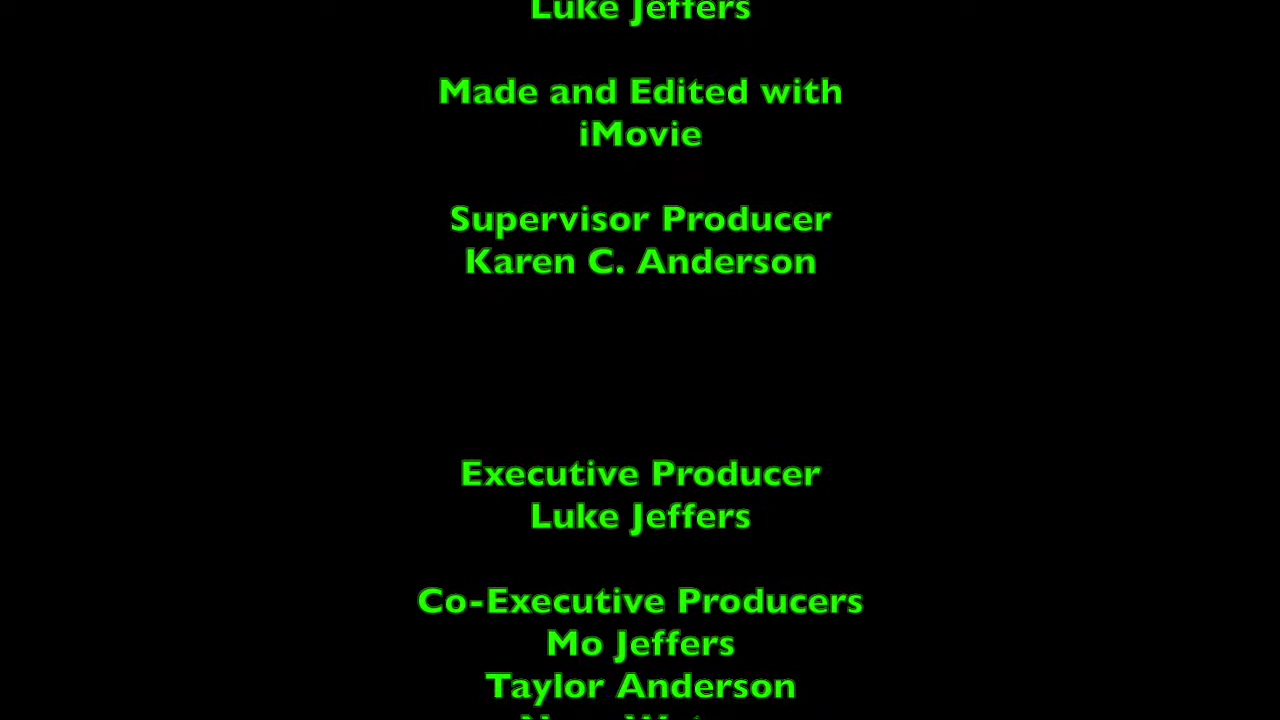 Luke Jeffers
Made and Edited with
iMovie
Supervisor Producer
Karen C. Anderson
Executive Producer
Luke Jeffers
Co-Executive Producers
Mo Jeffers
Taylor Anderson